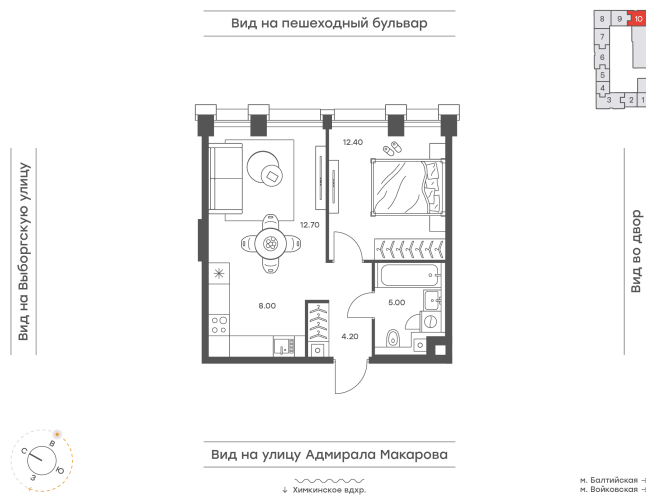 Вид на пешеходный бульвар
8 9 10
7
6
5
4
3 2 1
Вид на Выборгскую улицу
12.40
12.70
8.00
5.00
4.20
Вид во двор
Вид на улицу Адмирала Макарова
С В
З Ю
↓ Химкинское вдхр.
м. Балтийская
м. Войковская